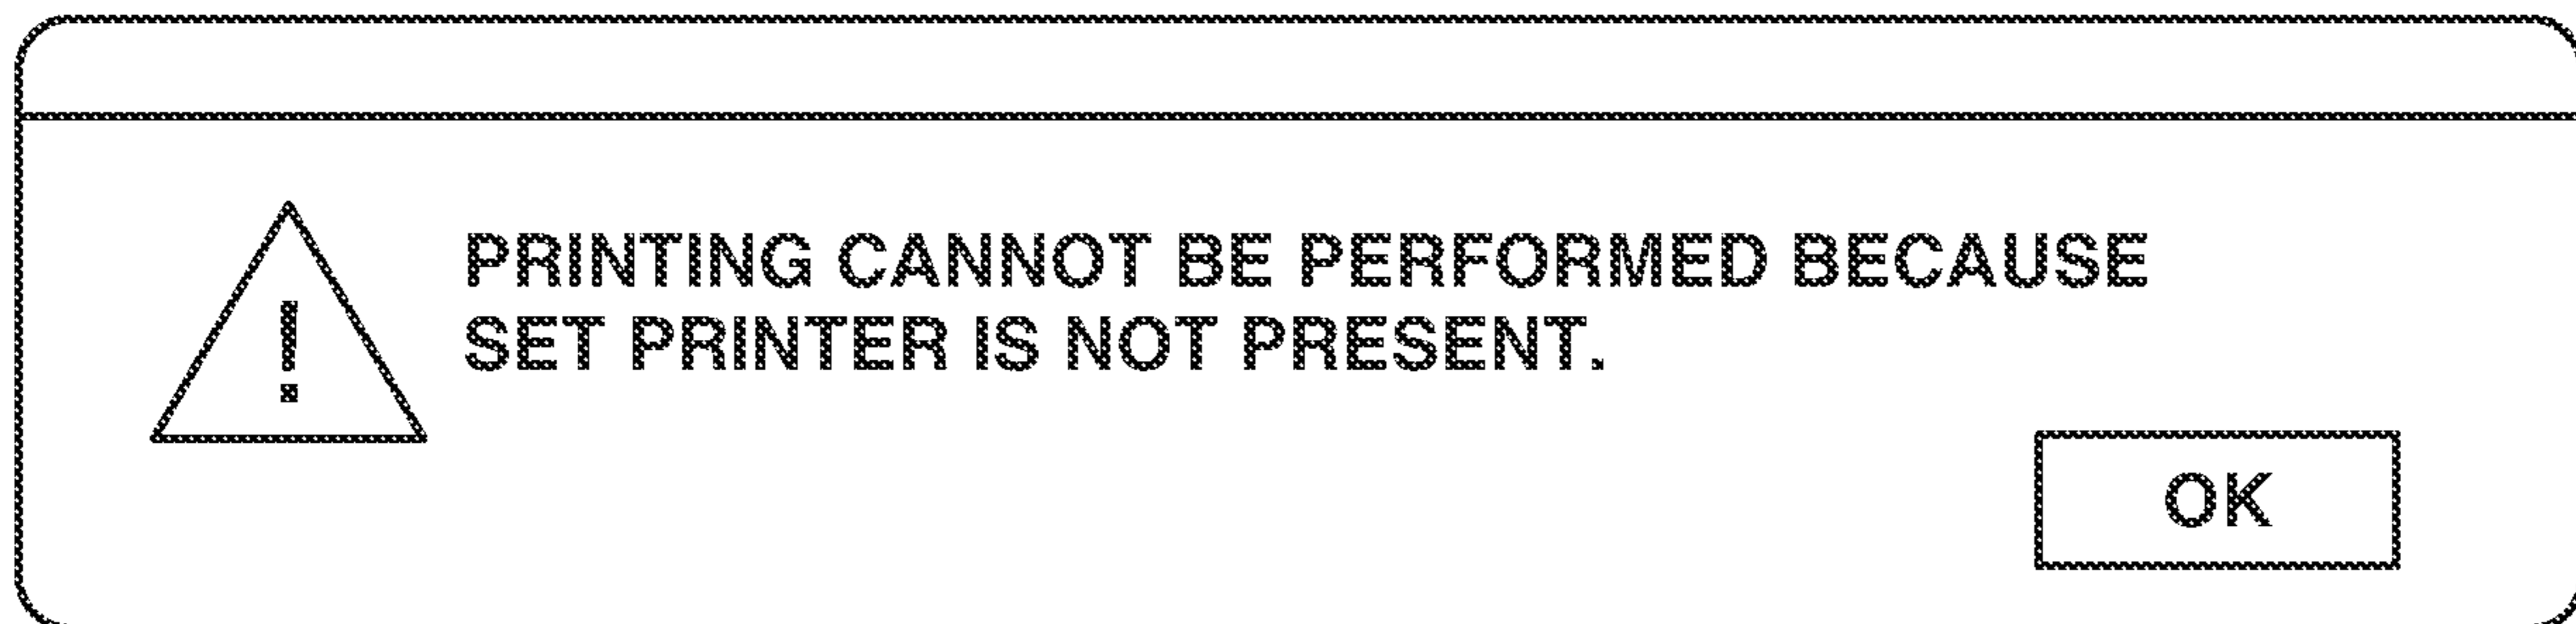 !
PRINTING CANNOT BE PERFORMED BECAUSE
SET PRINTER IS NOT PRESENT.
OK